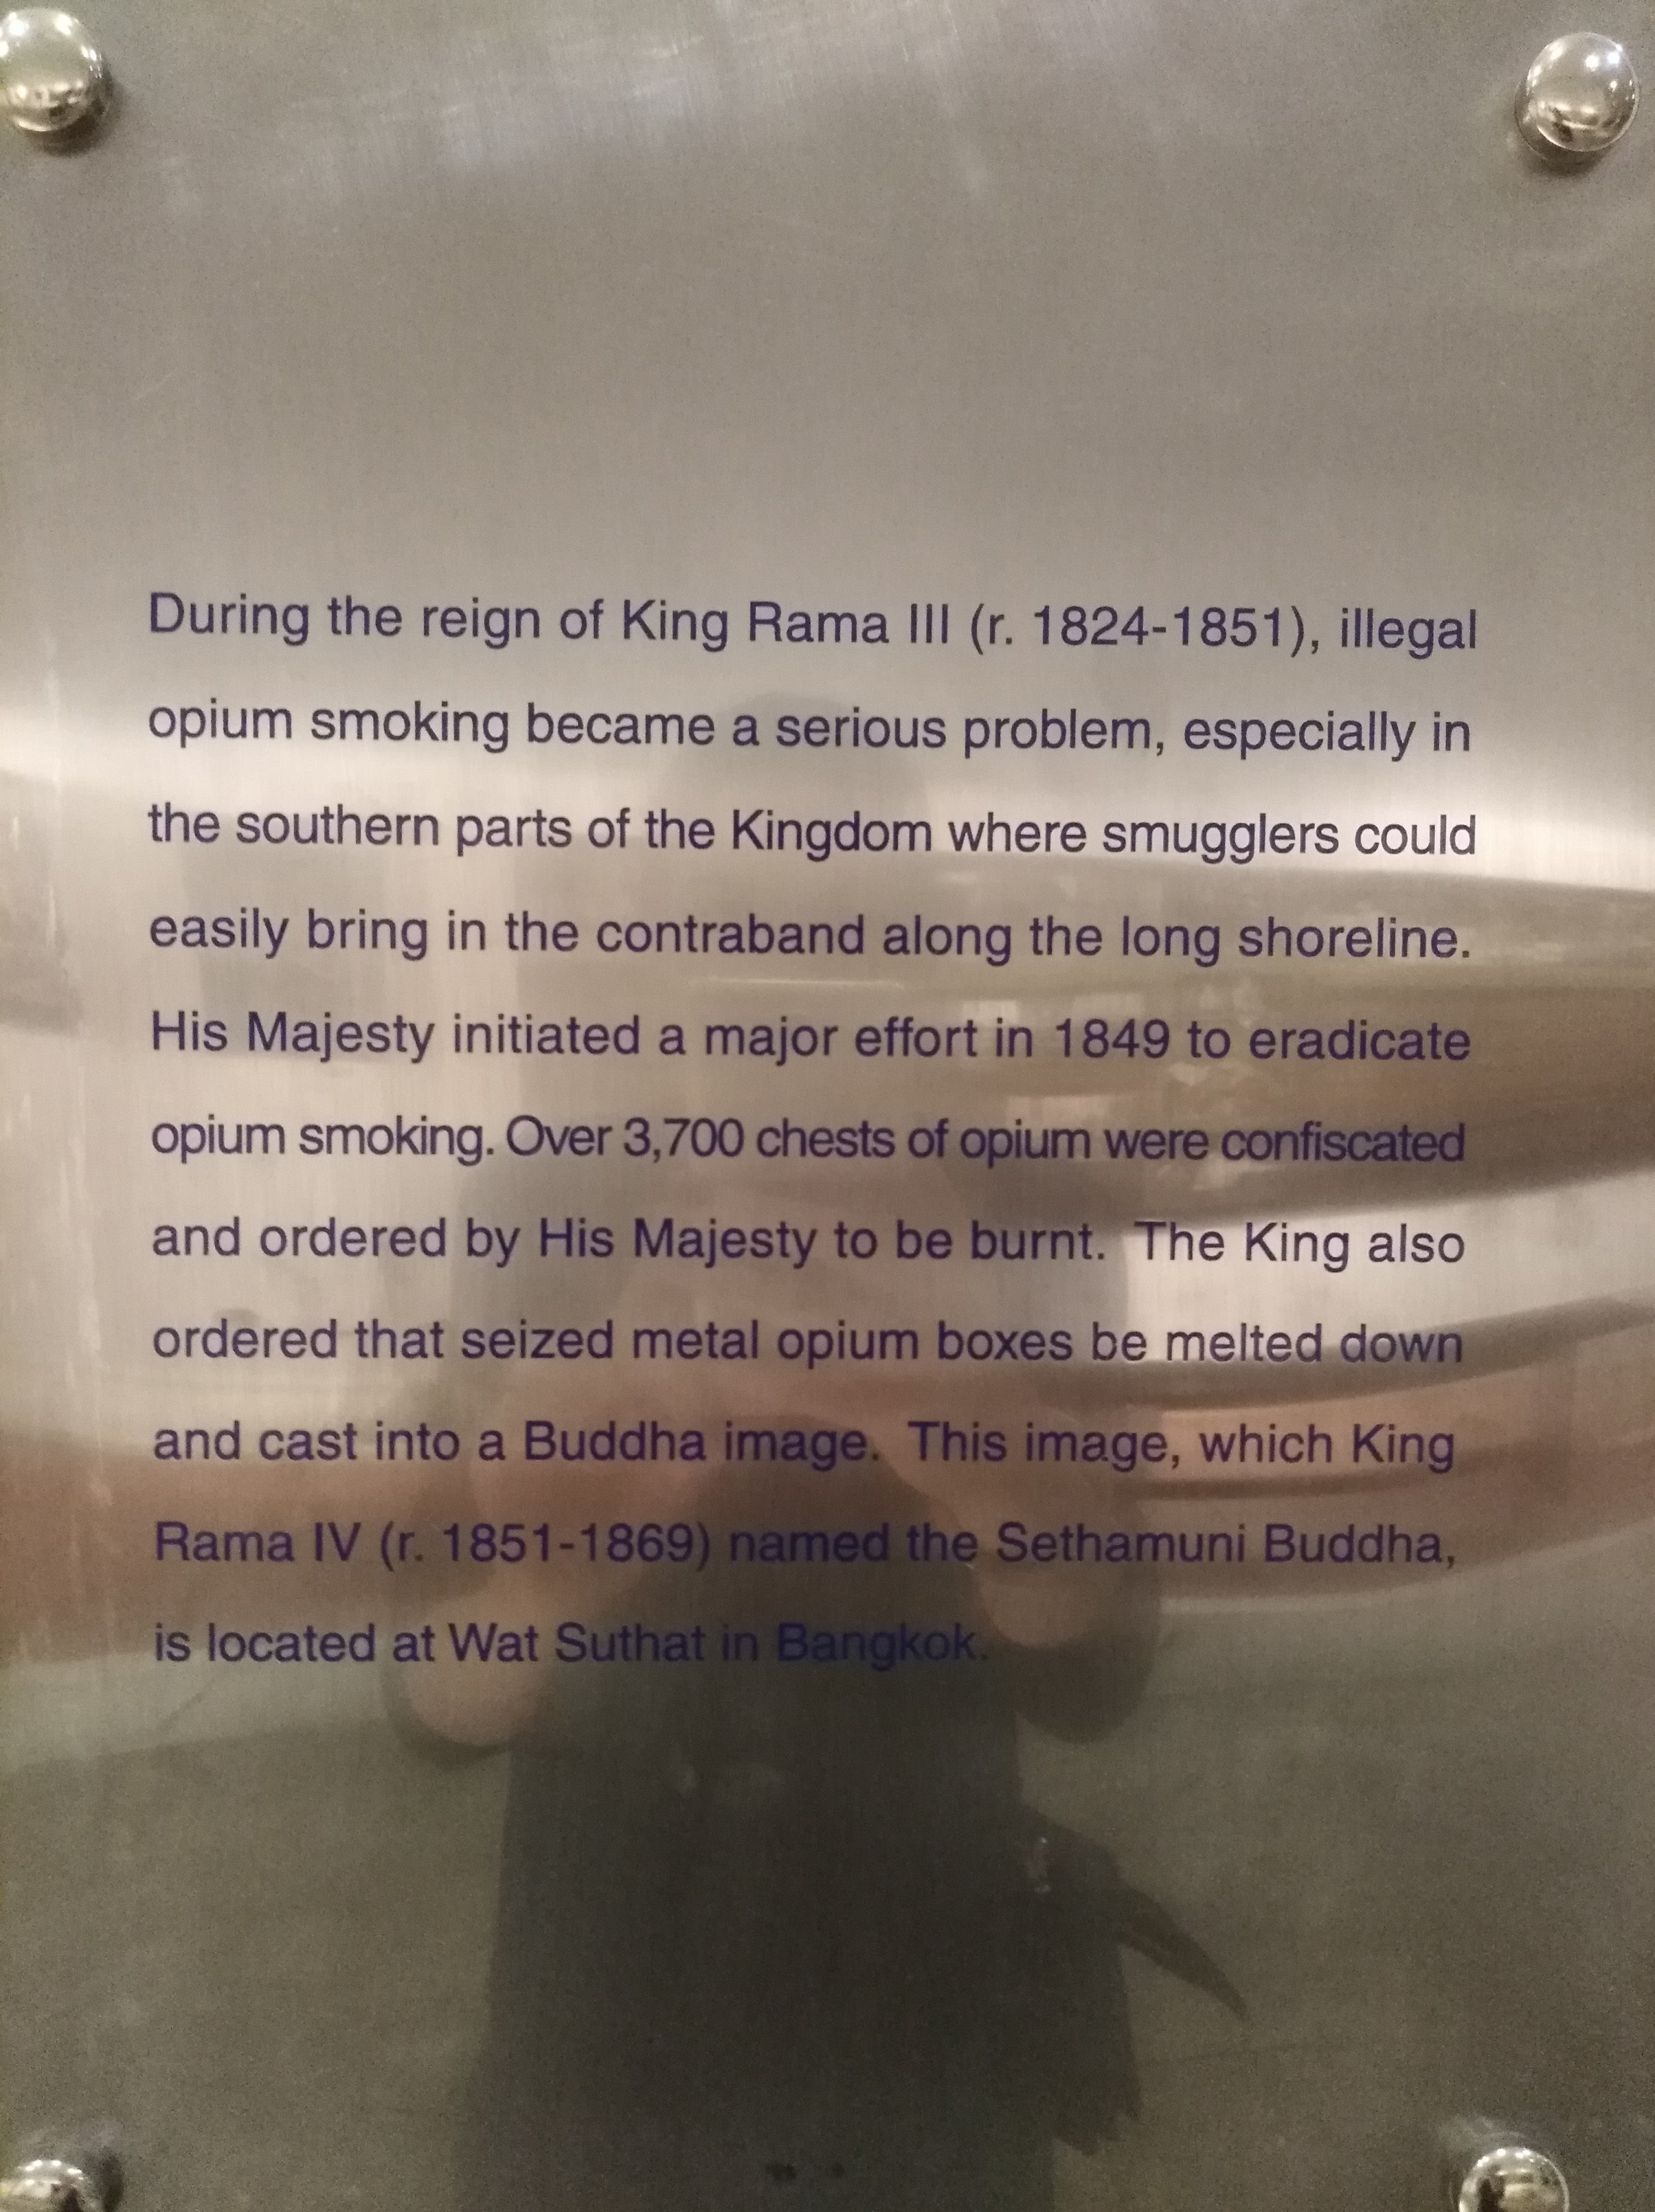 During the reign of King Rama III (r. 1824-1851), illegal
opium smoking became a serious problem, especially in
the southern parts of the Kingdom where smugglers could
easily bring in the contraband along the long shoreline.
His Majesty initiated a major effort in 1849 to eradicate
opium smoking. Over 3,700 chests of opium were confiscated
and ordered by His Majesty to be burnt. The King also
ordered that seized metal opium boxes be melted down
and cast into a Buddha image. This image, which King
Rama IV (r. 1851-1869) named the Sethamuni Buddha,
is located at Wat Suthat in Bangkok.